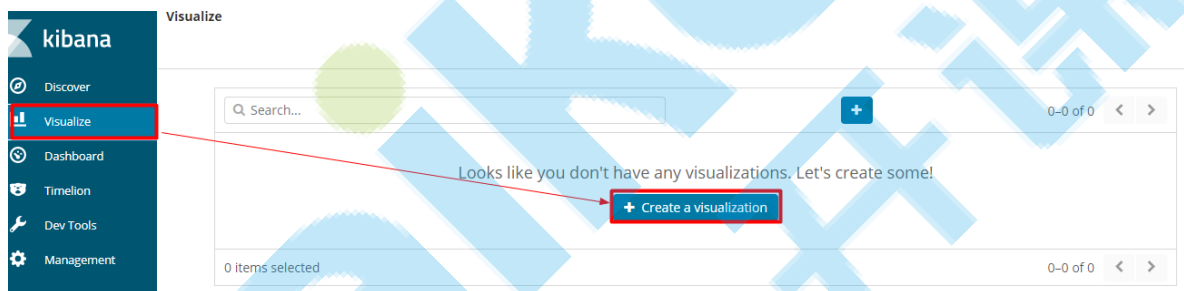 Visualize
kibana
Discover
Visualize
Dashboard
Timelion
Dev Tools
Management
Search...
0–0 of 0
Looks like you don't have any visualizations. Let's create some!
+ Create a visualization
0 items selected
0–0 of 0